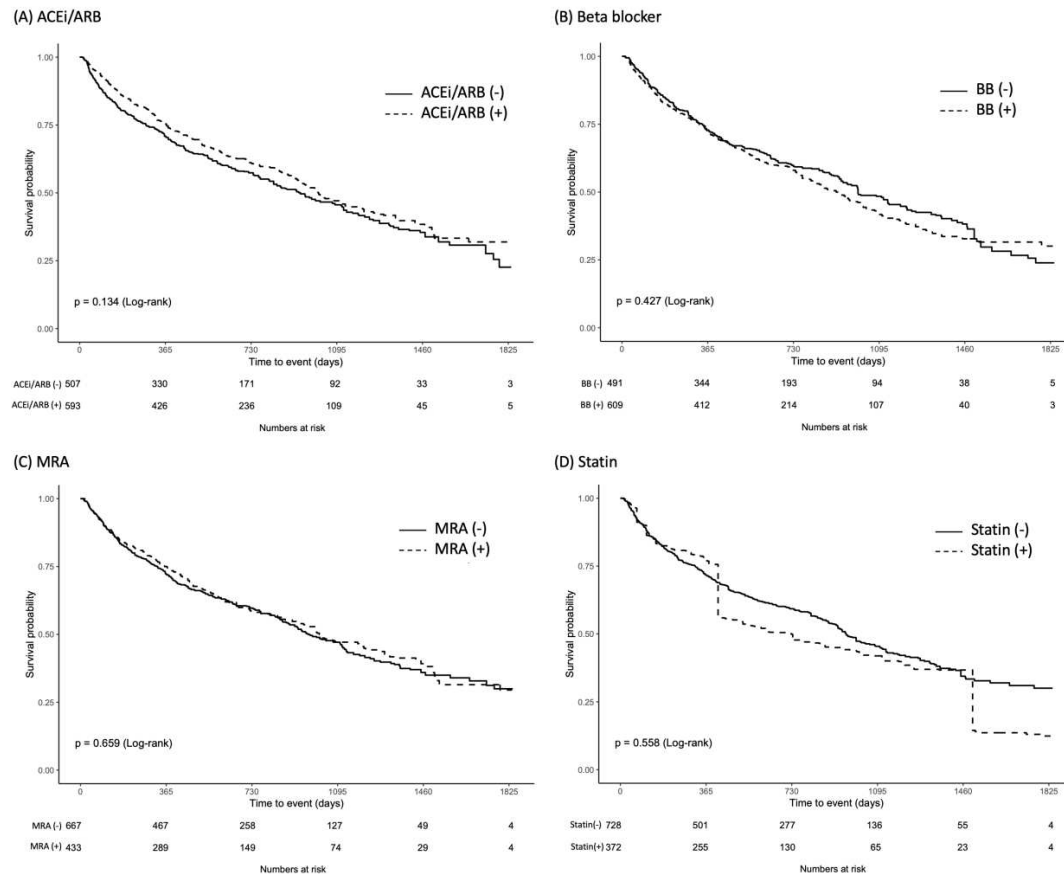 (A) ACEi/ARB
1.00
0.75
0.50
0.25
0.00
Survival probability
ACEi/ARB (-)
ACEi/ARB (+)
p = 0.134 (Log-rank)
0 365 730 1095 1460 1825
Time to event (days)
ACEi/ARB (-) 507 330 171 92 33 3
ACEi/ARB (+) 593 426 236 109 45 5
Numbers at risk
(B) Beta blocker
1.00
0.75
0.50
0.25
0.00
Survival probability
BB (-)
BB (+)
p = 0.427 (Log-rank)
0 365 730 1095 1460 1825
Time to event (days)
BB (-) 491 344 193 94 38 5
BB (+) 609 412 214 107 40 3
Numbers at risk
(C) MRA
1.00
0.75
0.50
0.25
0.00
Survival probability
MRA (-)
MRA (+)
p = 0.659 (Log-rank)
0 365 730 1095 1460 1825
Time to event (days)
MRA (-) 667 467 258 127 49 4
MRA (+) 433 289 149 74 29 4
Numbers at risk
(D) Statin
1.00
0.75
0.50
0.25
0.00
Survival probability
Statin (-)
Statin (+)
p = 0.558 (Log-rank)
0 365 730 1095 1460 1825
Time to event (days)
Statin(-) 728 501 277 136 55 4
Statin(+) 372 255 130 65 23 4
Numbers at risk